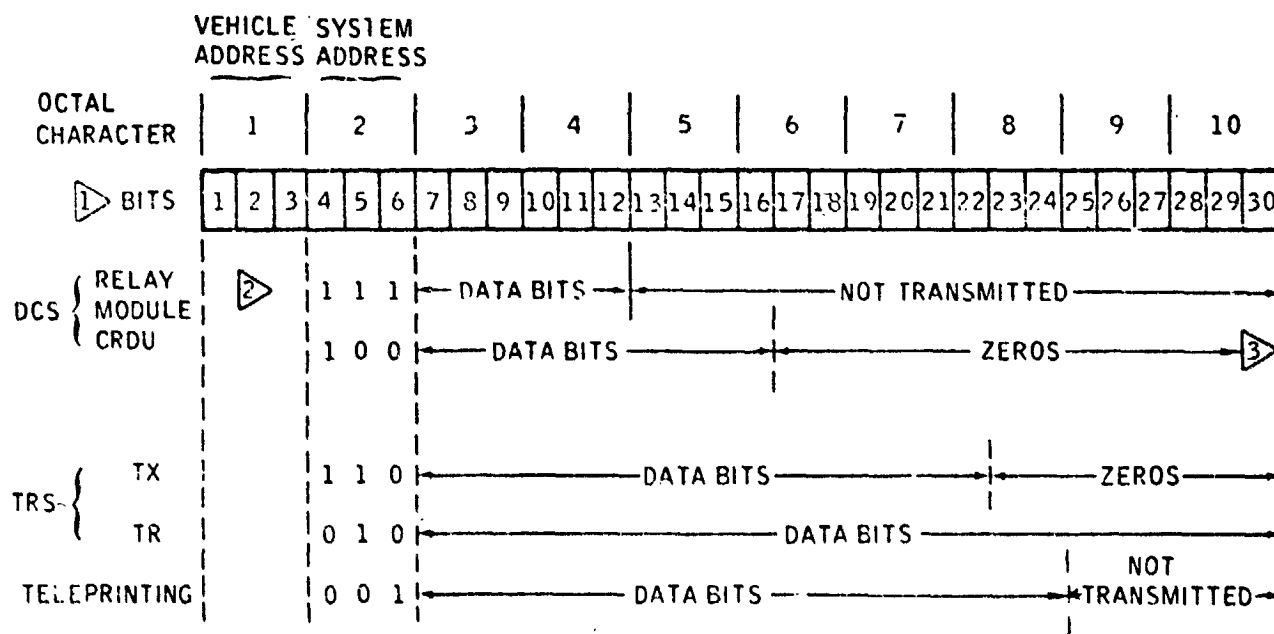 VEHICLE SYSTEM
ADDRESS ADDRESS
OCTAL
CHARACTER 1 2 3 4 5 6 7 8 9 10
1 BITS 1 2 3 4 5 6 7 8 9 10 11 12 13 14 15 16 17 18 19 20 21 22 23 24 25 26 27 28 29 30
DCS RELAY MODULE 2 1 1 1 DATA BITS NOT TRANSMITTED
CRDU 1 0 0 DATA BITS ZEROS 3
TRS TX 1 1 0 DATA BITS ZEROS
TR 0 1 0 DATA BITS
TELEPRINTING 0 0 1 DATA BITS NOT TRANSMITTED